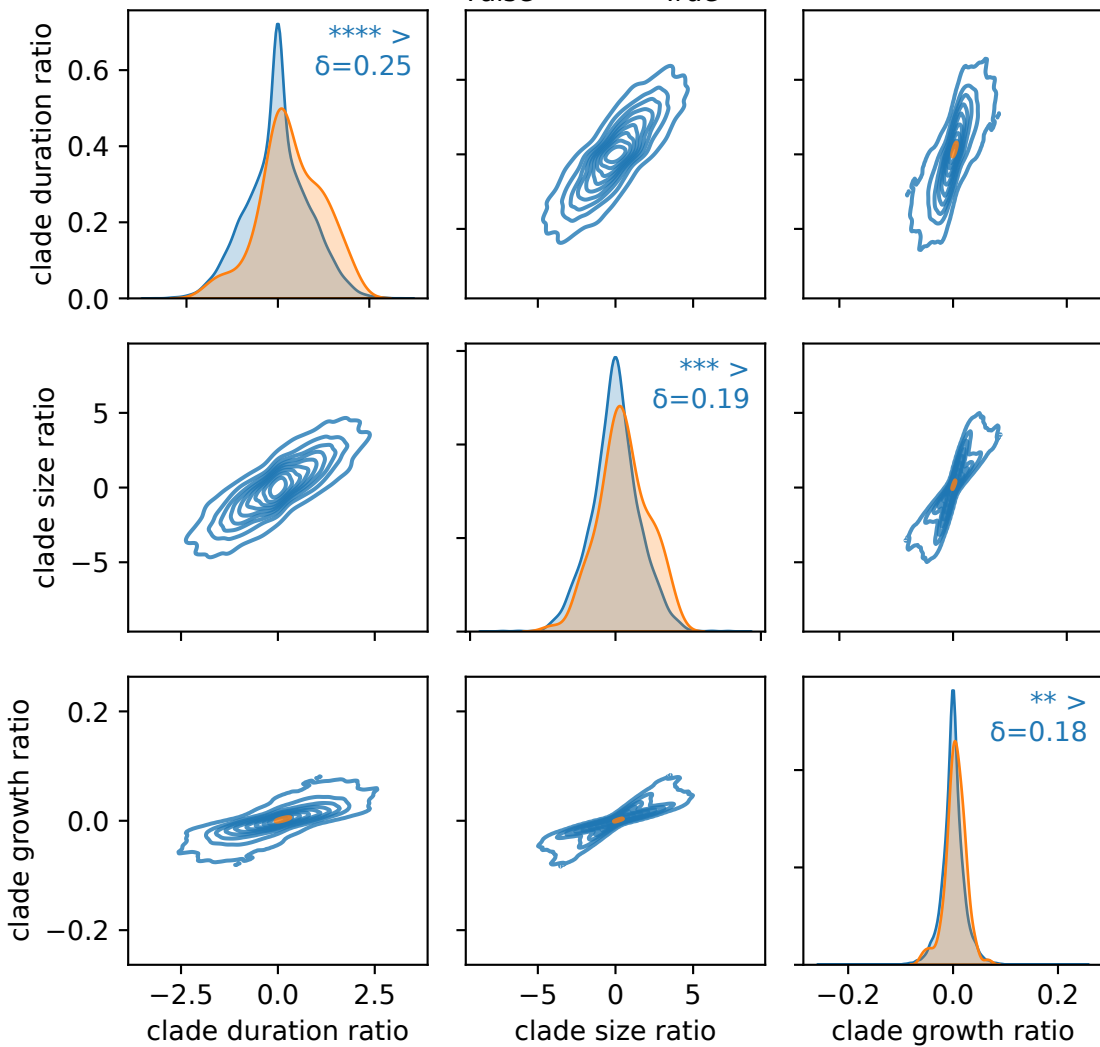 clade duration ratio
0.6
0.4
0.2
0.0
**** >
δ=0.25
clade size ratio
5
0
−5
*** >
δ=0.19
clade growth ratio
0.2
0.0
−0.2
** >
δ=0.18
−2.5 0.0 2.5
−5 0 5
−0.2 0.0 0.2
clade duration ratio
clade size ratio
clade growth ratio